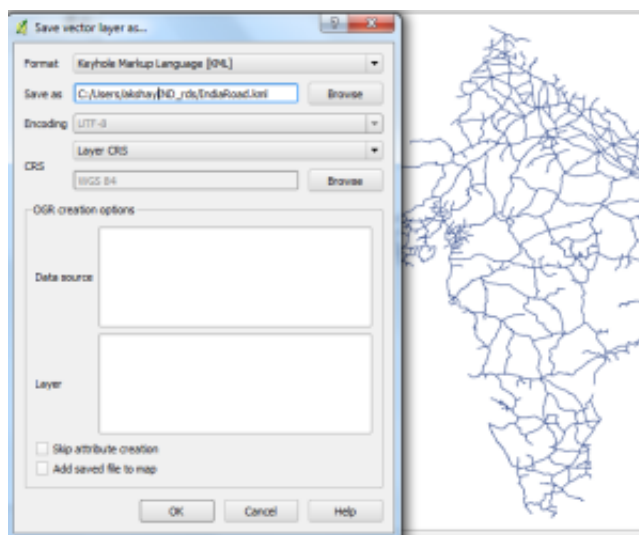 Save vector layer as...
Format Keyhole Markup Language [KML]
Save as C:/Users/akshay/IND_rds/IndiaRoad.kml Browse
Encoding UTF-8
Layer CRS
CRS
WGS 84 Browse
OGR creation options
Data source
Layer
Skip attribute creation
Add saved file to map
OK Cancel Help